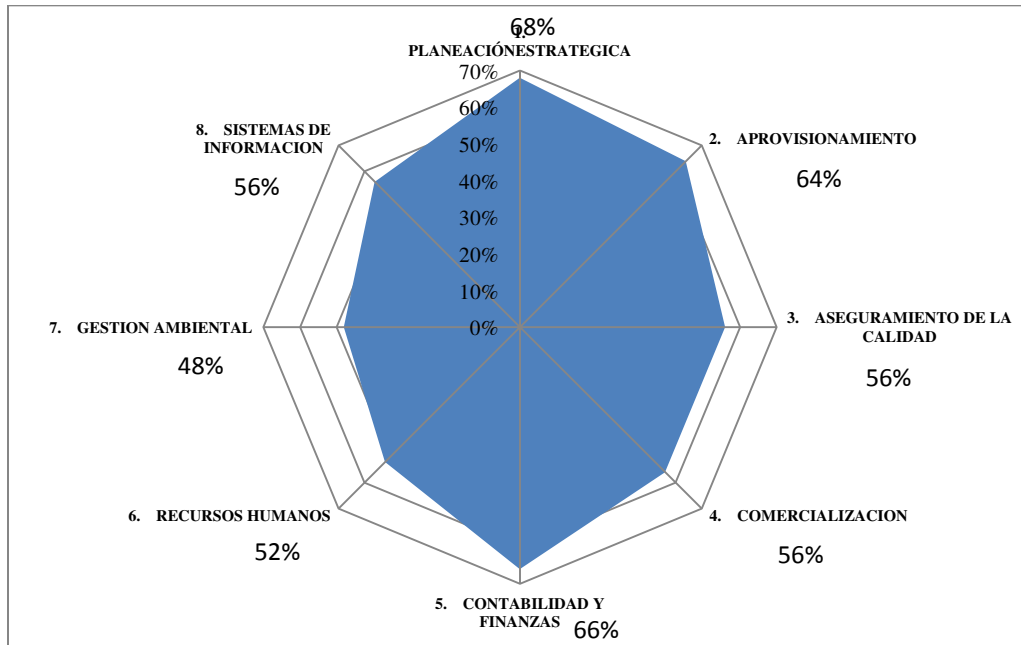 68%
1.
PLANEACIÓNESTRATEGICA
70%
60%
50%
40%
30%
20%
10%
0%
2. APROVISIONAMIENTO
64%
3. ASEGURAMIENTO DE LA
CALIDAD
56%
4. COMERCIALIZACION
56%
5. CONTABILIDAD Y
FINANZAS 66%
6. RECURSOS HUMANOS
52%
7. GESTION AMBIENTAL
48%
8. SISTEMAS DE
INFORMACION
56%